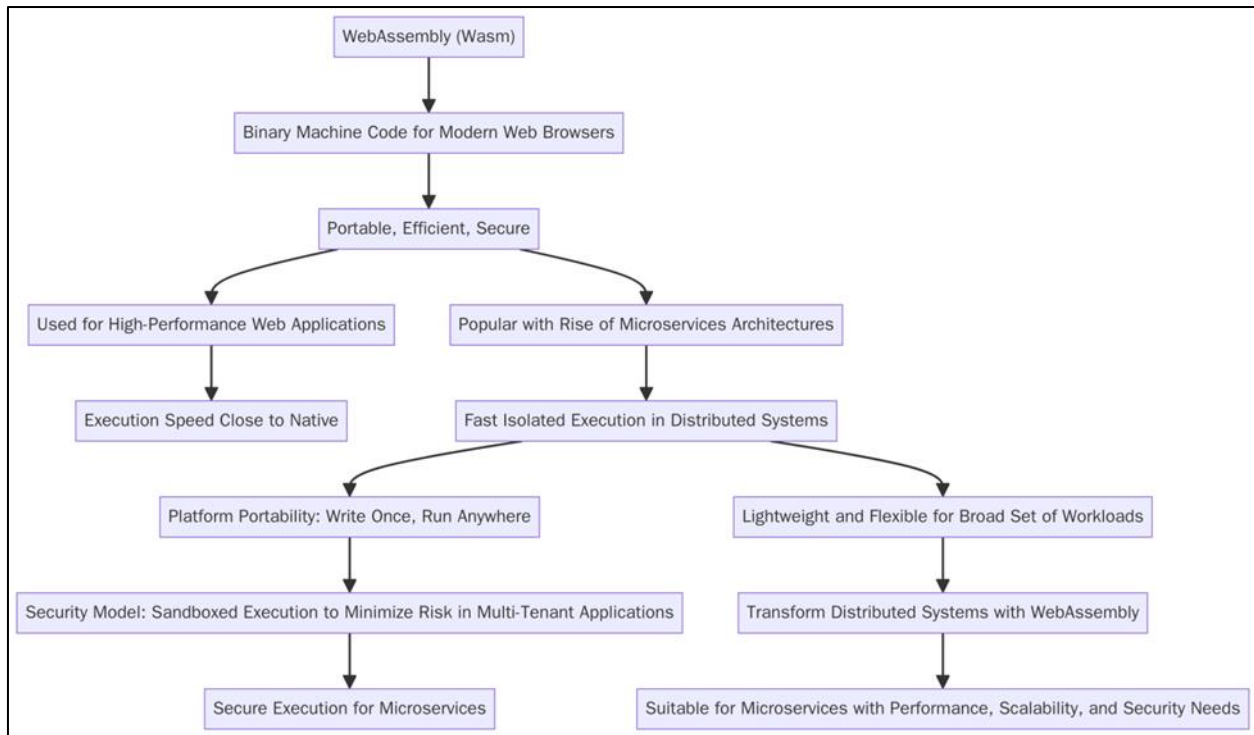 WebAssembly (Wasm)
Binary Machine Code for Modern Web Browsers
Portable, Efficient, Secure
Used for High-Performance Web Applications
Popular with Rise of Microservices Architectures
Execution Speed Close to Native
Fast Isolated Execution in Distributed Systems
Platform Portability: Write Once, Run Anywhere
Lightweight and Flexible for Broad Set of Workloads
Security Model: Sandboxed Execution to Minimize Risk in Multi-Tenant Applications
Transform Distributed Systems with WebAssembly
Secure Execution for Microservices
Suitable for Microservices with Performance, Scalability, and Security Needs